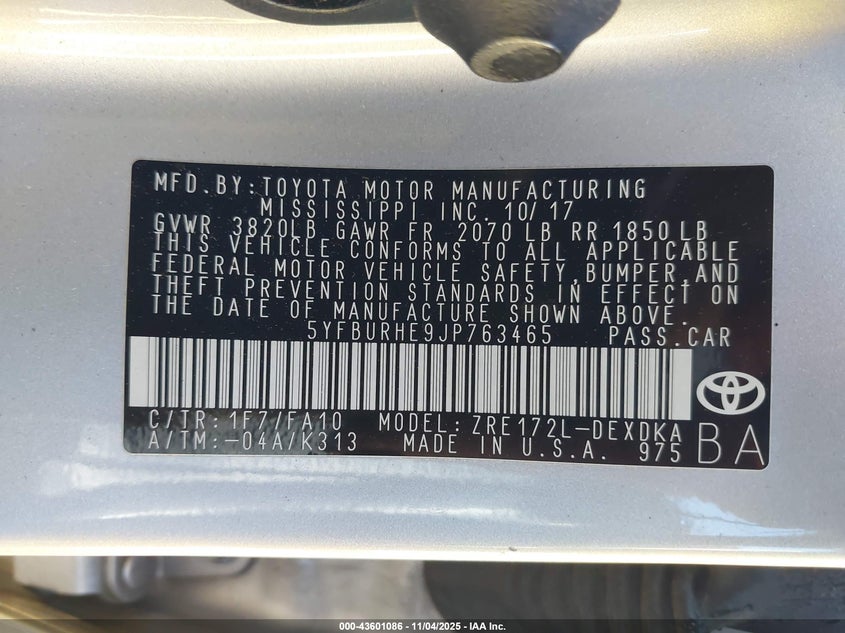 MFD.BY:TOYOTA MOTOR MANUFACTURING
MISSISSIPPI INC. 10/17
GVWR 3820LB GAWR FR 2070 LB RR 1850 LB
THIS VEHICLE CONFORMS TO ALL APPLICABLE
FEDERAL MOTOR VEHICLE SAFETY,BUMPER,AND
THEFT PREVENTION STANDARDS IN EFFECT ON
THE DATE OF MANUFACTURE SHOWN ABOVE.
5YFBURHE9JP763465 PASS.CAR
C/TR: 1F7/FA10 MODEL: ZRE172L-DEXDKA
A/TM:-04A/K313 MADE IN U.S.A. 975 BA
000-43601086 - 11/04/2025 - IAA Inc.